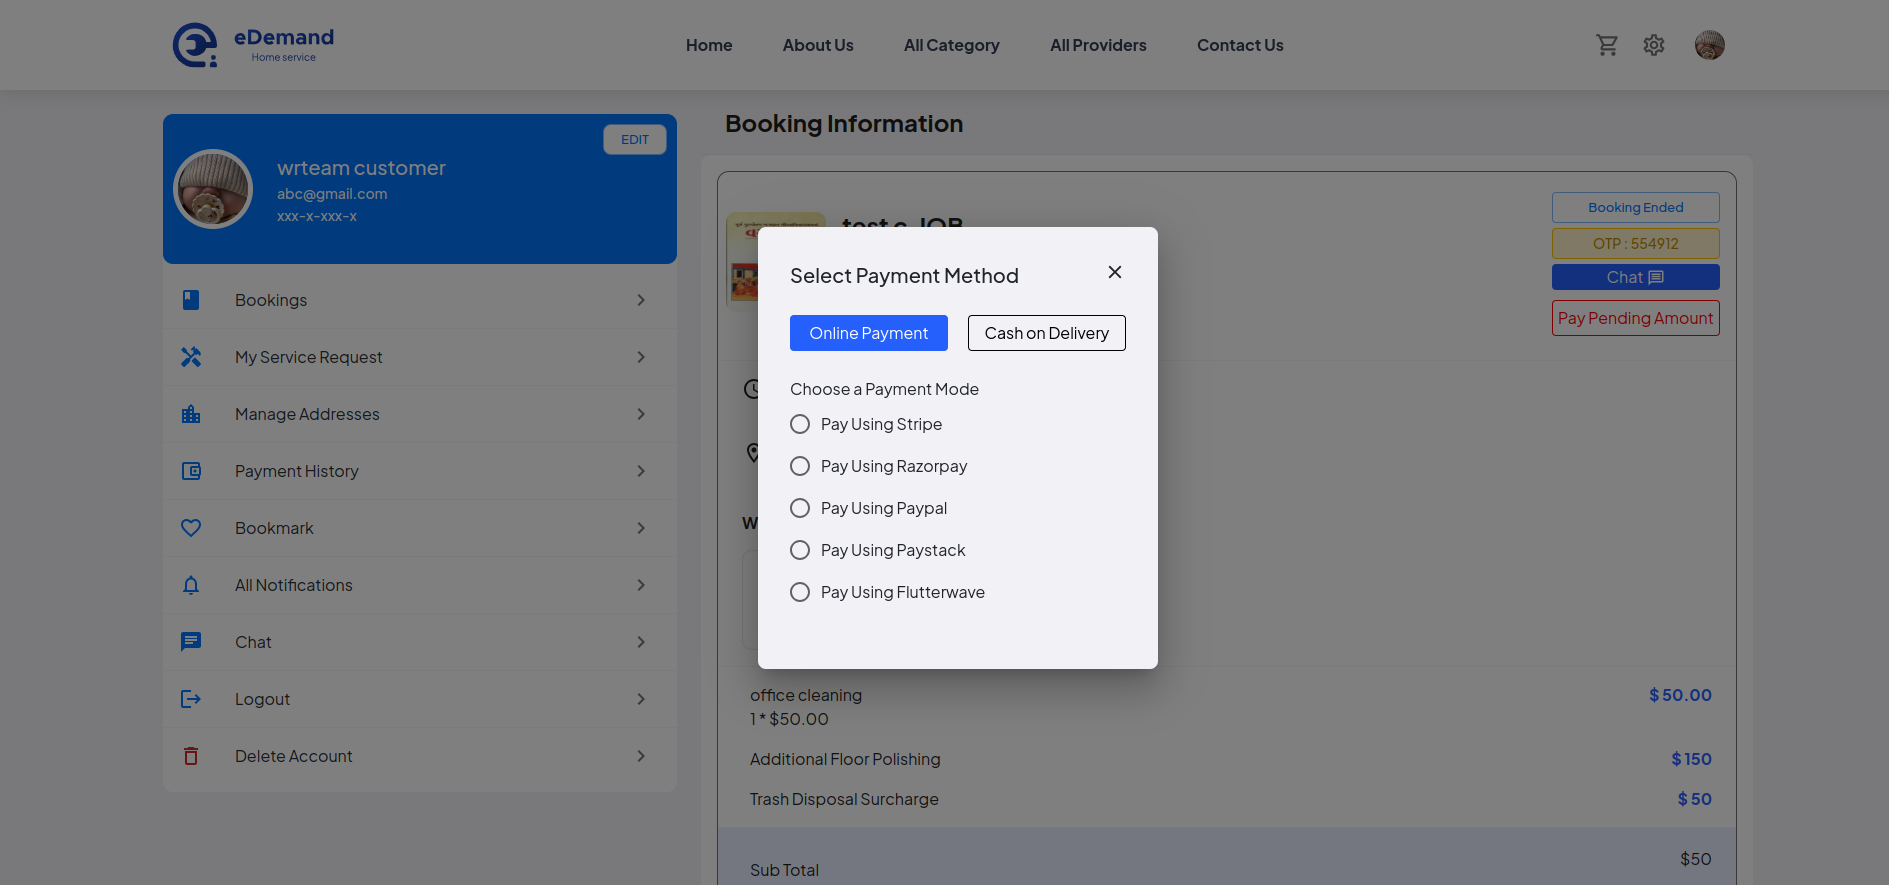 eDemand
Home service
Home
About Us
All Category
All Providers
Contact Us
EDIT
wrteam customer
abc@gmail.com
xxx-x-xxx-x
Bookings
My Service Request
Manage Addresses
Payment History
Bookmark
All Notifications
Chat
Logout
Delete Account
Booking Information
Booking Ended
OTP : 554912
Chat
Pay Pending Amount
Select Payment Method
Online Payment
Cash on Delivery
Choose a Payment Mode
Pay Using Stripe
Pay Using Razorpay
Pay Using Paypal
Pay Using Paystack
Pay Using Flutterwave
office cleaning
$ 50.00
1 * $50.00
Additional Floor Polishing
$ 150
Trash Disposal Surcharge
$ 50
Sub Total
$50